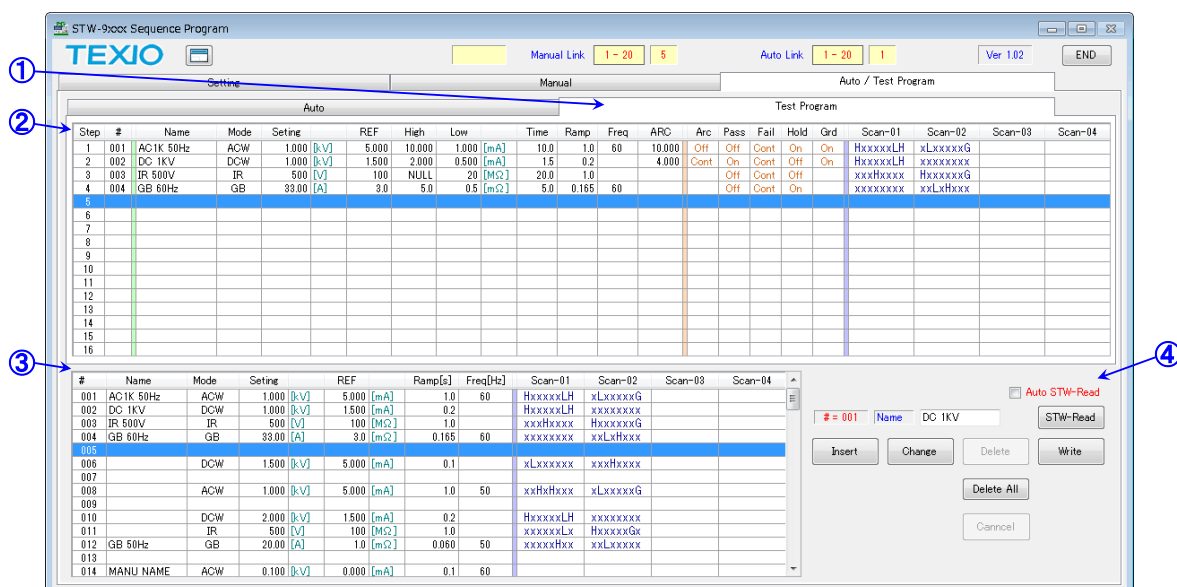 STW-9xxx Sequence Program
TEXIO Manual Link 1 - 20 5 Auto Link 1 - 20 1 Ver 1.02 END
①
Setting Manual Auto / Test Program
Auto Test Program
②
Step # Name Mode Seting REF High Low Time Ramp Freq ARC Arc Pass Fail Hold Grd Scan-01 Scan-02 Scan-03 Scan-04
1 001 AC1K 50Hz ACW 1.000 [kV] 5.000 10.000 1.000 [mA] 10.0 1.0 60 10.000 Off Off Cont On On HxxxxxLH xLxxxxxG
2 002 DC 1KV DCW 1.000 [kV] 1.500 2.000 0.500 [mA] 1.5 0.2 4.000 Cont On Cont Off On HxxxxxLH xxxxxxxx
3 003 IR 500V IR 500 [V] 100 NULL 20 [MΩ] 20.0 1.0 Off Cont Off xxxHxxxx HxxxxxxG
4 004 GB 60Hz GB 33.00 [A] 3.0 5.0 0.5 [mΩ] 5.0 0.165 60 Off Cont On xxxxxxxx xxLxHxxx
5
6
7
8
9
10
11
12
13
14
15
16
③
④
# Name Mode Seting REF Ramp[s] Freq[Hz] Scan-01 Scan-02 Scan-03 Scan-04
001 AC1K 50Hz ACW 1.000 [kV] 5.000 [mA] 1.0 60 HxxxxxLH xLxxxxxG
002 DC 1KV DCW 1.000 [kV] 1.500 [mA] 0.2 HxxxxxLH xxxxxxxx
003 IR 500V IR 500 [V] 100 [MΩ] 1.0 xxxHxxxx HxxxxxxG
004 GB 60Hz GB 33.00 [A] 3.0 [mΩ] 0.165 60 xxxxxxxx xxLxHxxx
005
006 DCW 1.500 [kV] 5.000 [mA] 0.1 xLxxxxxx xxxHxxxx
007
008 ACW 1.000 [kV] 5.000 [mA] 1.0 50 xxHxHxxx xLxxxxxG
009
010 DCW 2.000 [kV] 1.500 [mA] 0.2 HxxxxxLH xxxxxxxx
011 IR 500 [V] 100 [MΩ] 1.0 xxxxxxLx HxxxxxGx
012 GB 50Hz GB 20.00 [A] 1.0 [mΩ] 0.060 50 xxxxxHxx xxLxxxxx
013
014 MANU NAME ACW 0.100 [kV] 0.000 [mA] 0.1 60
Auto STW-Read
# = 001 Name DC 1KV STW-Read
Insert Change Delete Write
Delete All
Canncel